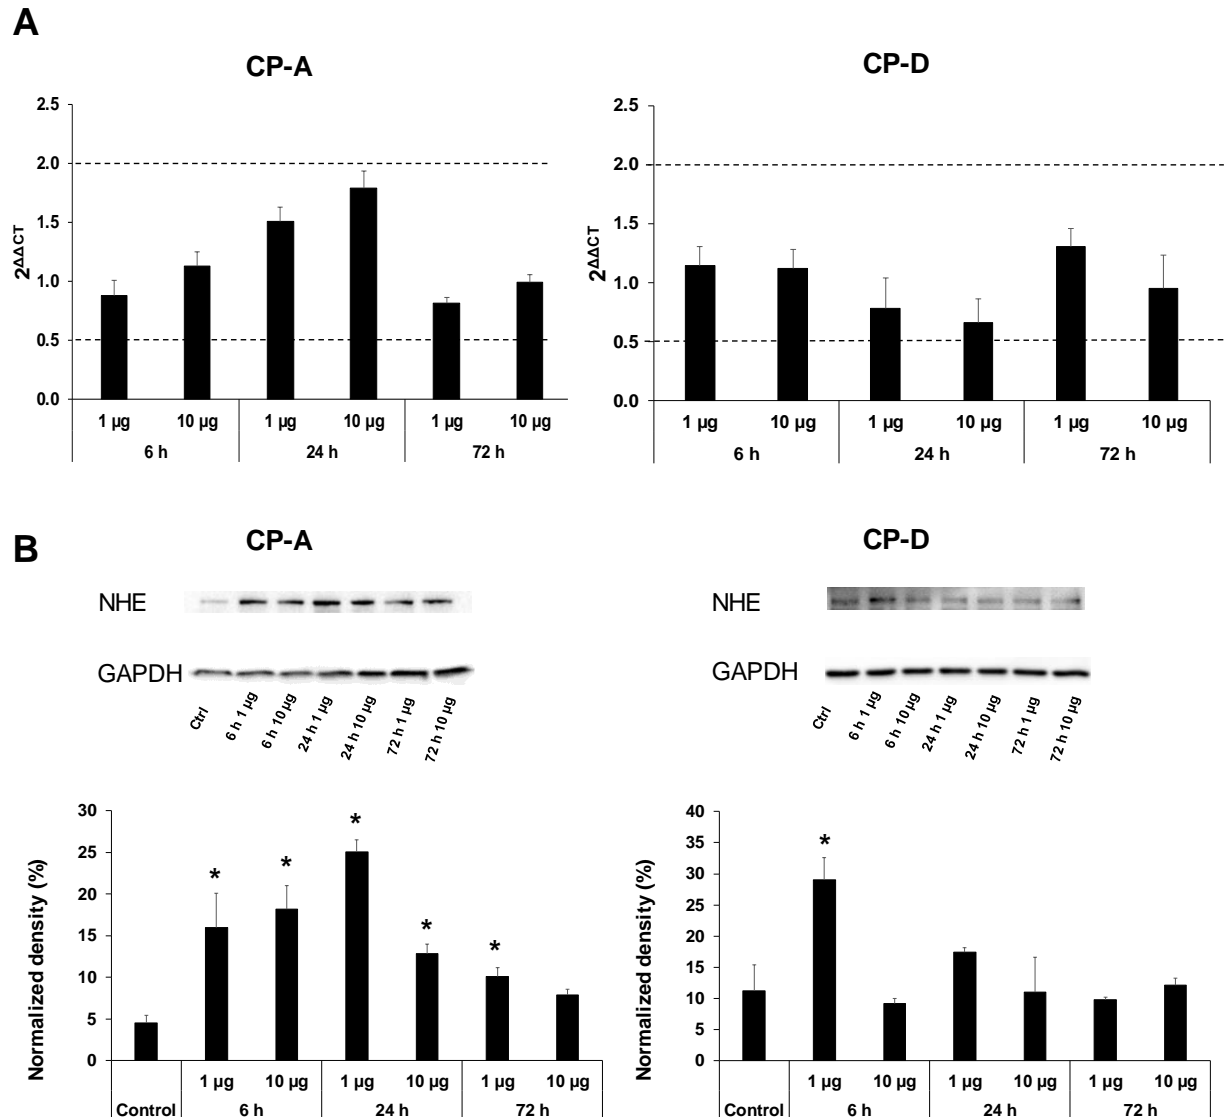 A
CP-A
2.5
2.0
1.5
1.0
0.5
0.0
2ΔΔCT
1 µg 10 µg 1 µg 10 µg 1 µg 10 µg
6 h 24 h 72 h
CP-D
2.5
2.0
1.5
1.0
0.5
0.0
2ΔΔCT
1 µg 10 µg 1 µg 10 µg 1 µg 10 µg
6 h 24 h 72 h
B
CP-A
NHE
GAPDH
Ctrl
6 h 1 µg
6 h 10 µg
24 h 1 µg
24 h 10 µg
72 h 1 µg
72 h 10 µg
30
25
20
15
10
5
0
Normalized density (%)
* * * * *
1 µg 10 µg 1 µg 10 µg 1 µg 10 µg
Control 6 h 24 h 72 h
CP-D
NHE
GAPDH
Ctrl
6 h 1 µg
6 h 10 µg
24 h 1 µg
24 h 10 µg
72 h 1 µg
72 h 10 µg
40
35
30
25
20
15
10
5
0
Normalized density (%)
*
1 µg 10 µg 1 µg 10 µg 1 µg 10 µg
Control 6 h 24 h 72 h